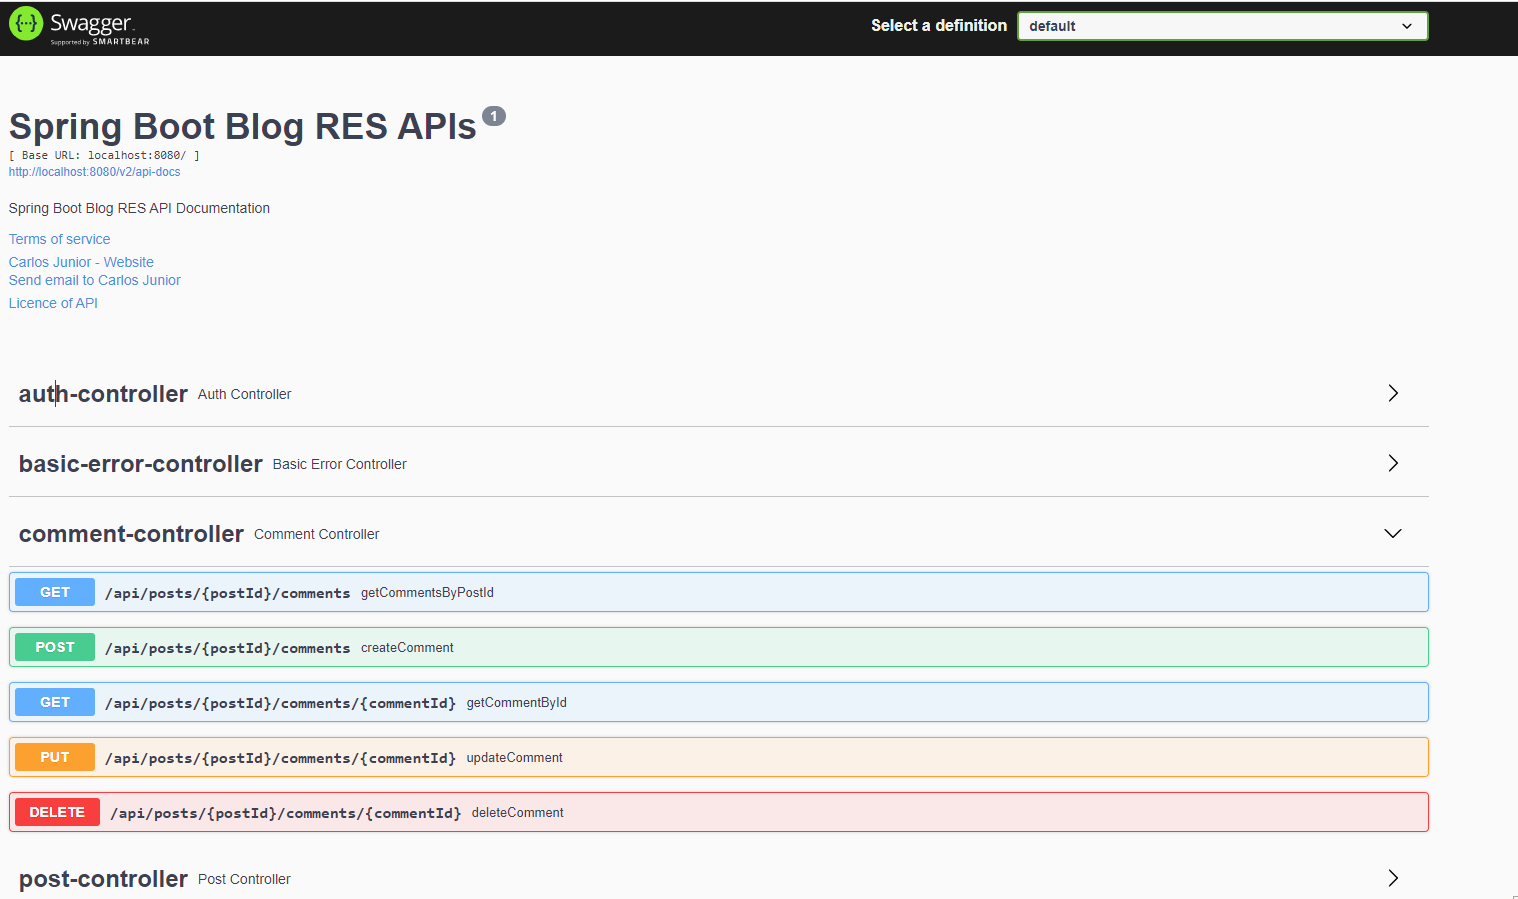 Swagger
Supported by SMARTBEAR
Select a definition
default
Spring Boot Blog RES APIs 1
[ Base URL: localhost:8080/ ]
http://localhost:8080/v2/api-docs
Spring Boot Blog RES API Documentation
Terms of service
Carlos Junior - Website
Send email to Carlos Junior
Licence of API
auth-controller Auth Controller
basic-error-controller Basic Error Controller
comment-controller Comment Controller
GET /api/posts/{postId}/comments getCommentsByPostId
POST /api/posts/{postId}/comments createComment
GET /api/posts/{postId}/comments/{commentId} getCommentById
PUT /api/posts/{postId}/comments/{commentId} updateComment
DELETE /api/posts/{postId}/comments/{commentId} deleteComment
post-controller Post Controller